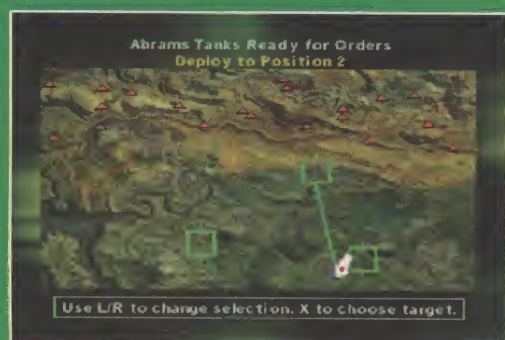 Abrams Tanks Ready for Orders
Deploy to Position 2
Use L/R to change selection. X to choose target.